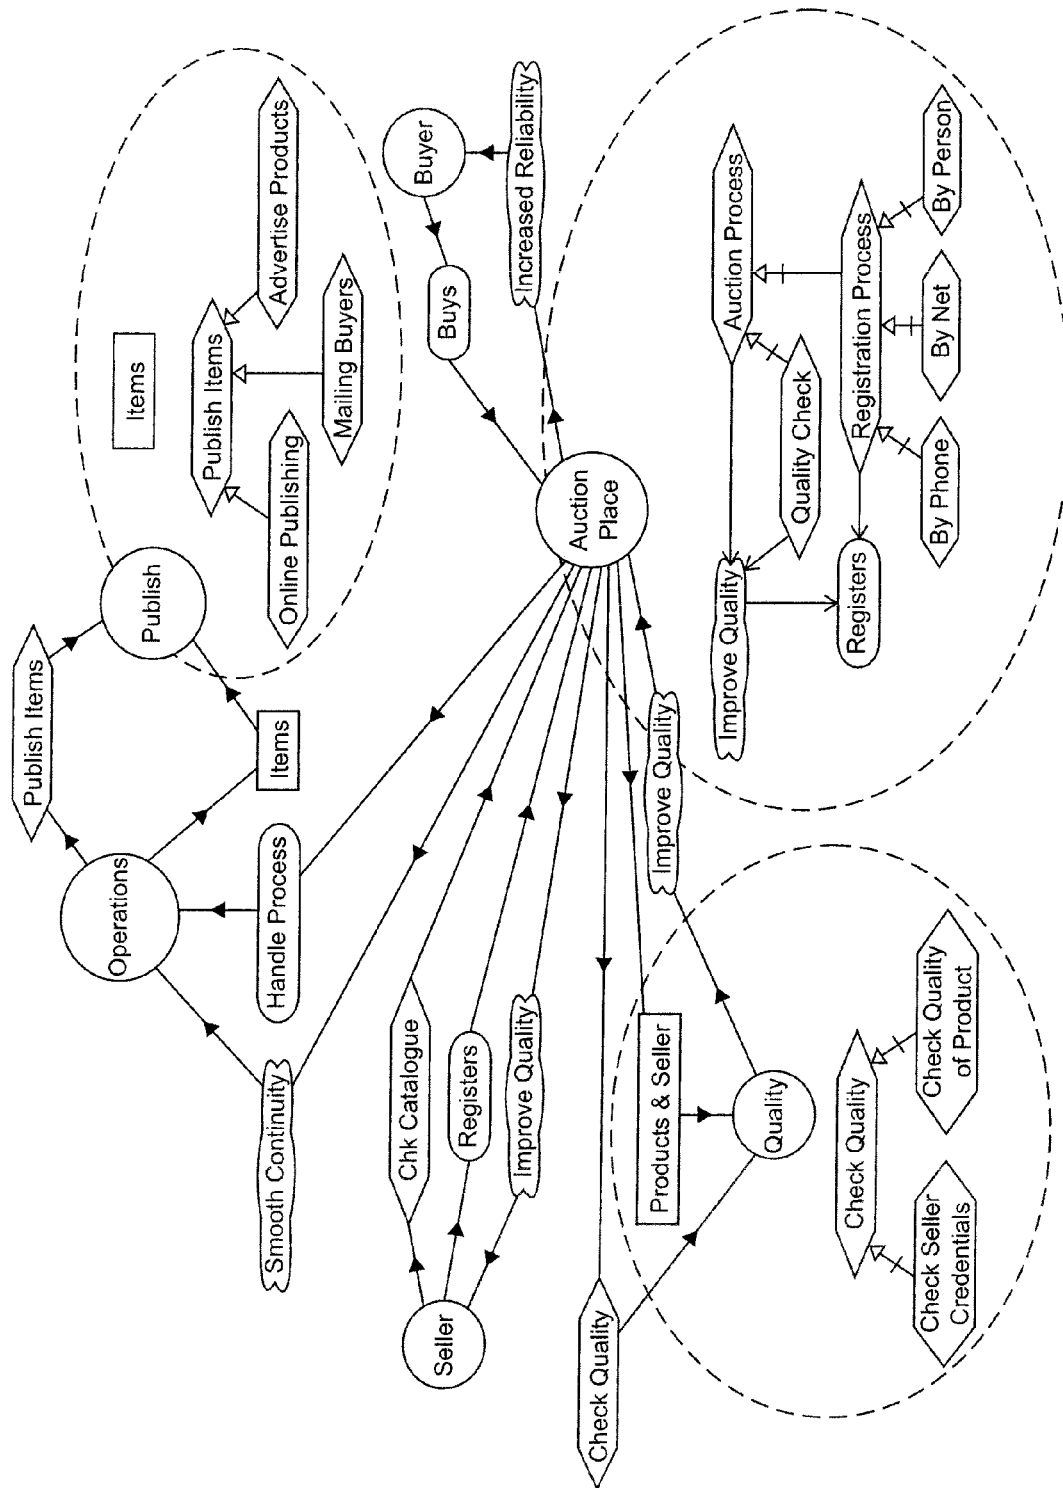 Publish Items
Operations
Publish
Items
Items
Publish Items
Online Publishing
Mailing Buyers
Advertise Products
Handle Process
Smooth Continuity
Seller
Chk Catalogue
Registers
Improve Quality
Buyer
Buys
Increased Reliability
Auction
Place
Check Quality
Products & Seller
Improve Quality
Quality
Check Quality
Check Seller
Credentials
Check Quality
of Product
Improve Quality
Auction Process
Quality Check
Registers
Registration Process
By Phone
By Net
By Person